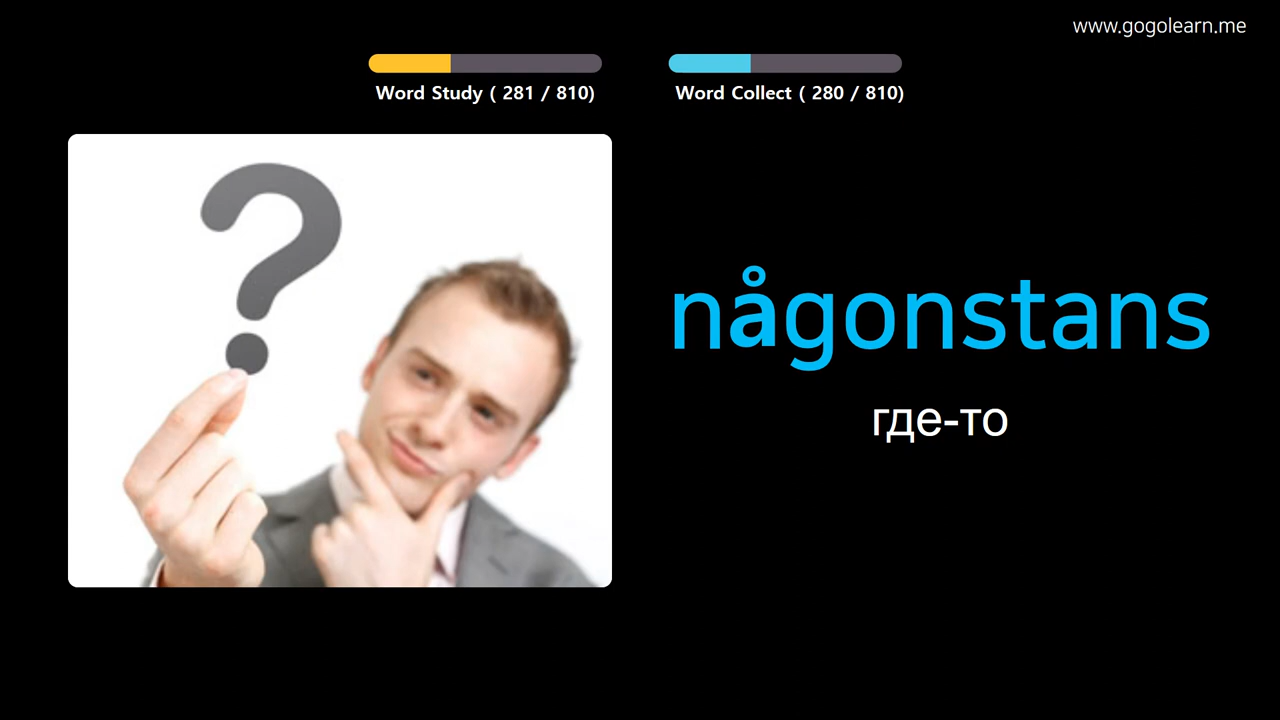 www.gogolearn.me
Word Study ( 281 / 810)
Word Collect ( 280 / 810)
?
någonstans
где-то